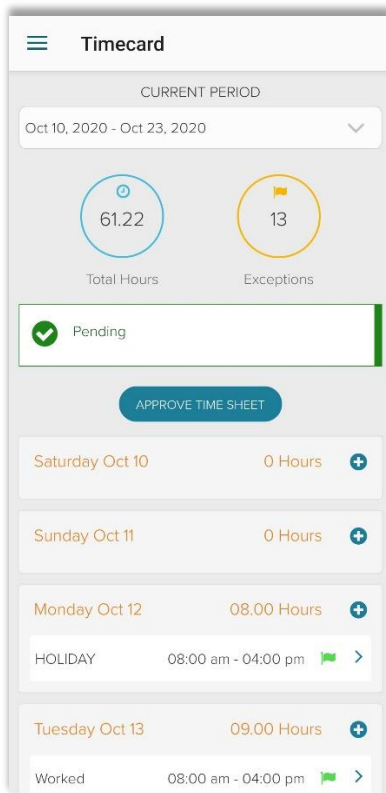 Timecard
CURRENT PERIOD
Oct 10, 2020 - Oct 23, 2020
61.22
13
Total Hours
Exceptions
Pending
APPROVE TIME SHEET
Saturday Oct 10 0 Hours
Sunday Oct 11 0 Hours
Monday Oct 12 08.00 Hours
HOLIDAY 08:00 am - 04:00 pm
Tuesday Oct 13 09.00 Hours
Worked 08:00 am - 04:00 pm